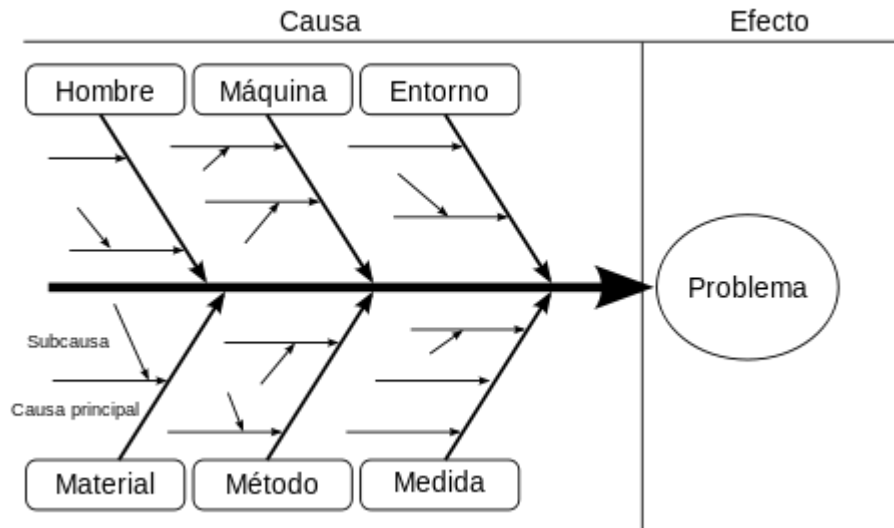 Causa
Efecto
Hombre
Máquina
Entorno
Problema
Subcausa
Causa principal
Material
Método
Medida